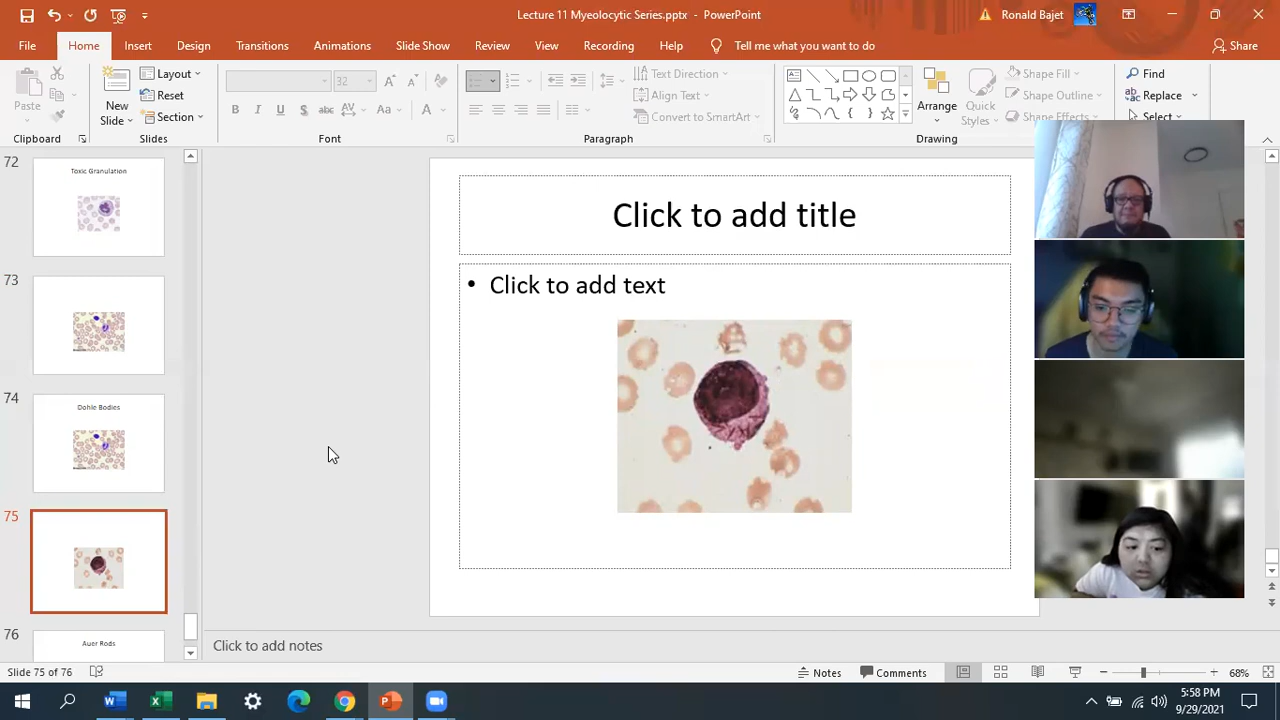 Lecture 11 Myeolocytic Series.pptx - PowerPoint
Ronald Bajet
File Home Insert Design Transitions Animations Slide Show Review View Recording Help Tell me what you want to do Share
Paste
New Slide
Layout
Reset
Section
32
B I U S abc AV Aa A
Text Direction
Align Text
Convert to SmartArt
Arrange
Quick Styles
Shape Fill
Shape Outline
Shape Effects
Find
Replace
Select
Clipboard Slides Font Paragraph Drawing
72
Toxic Granulation
73
74
Dohle Bodies
75
76
Auer Rods
Click to add title
• Click to add text
Click to add notes
Slide 75 of 76
Notes Comments 68%
5:58 PM
9/29/2021